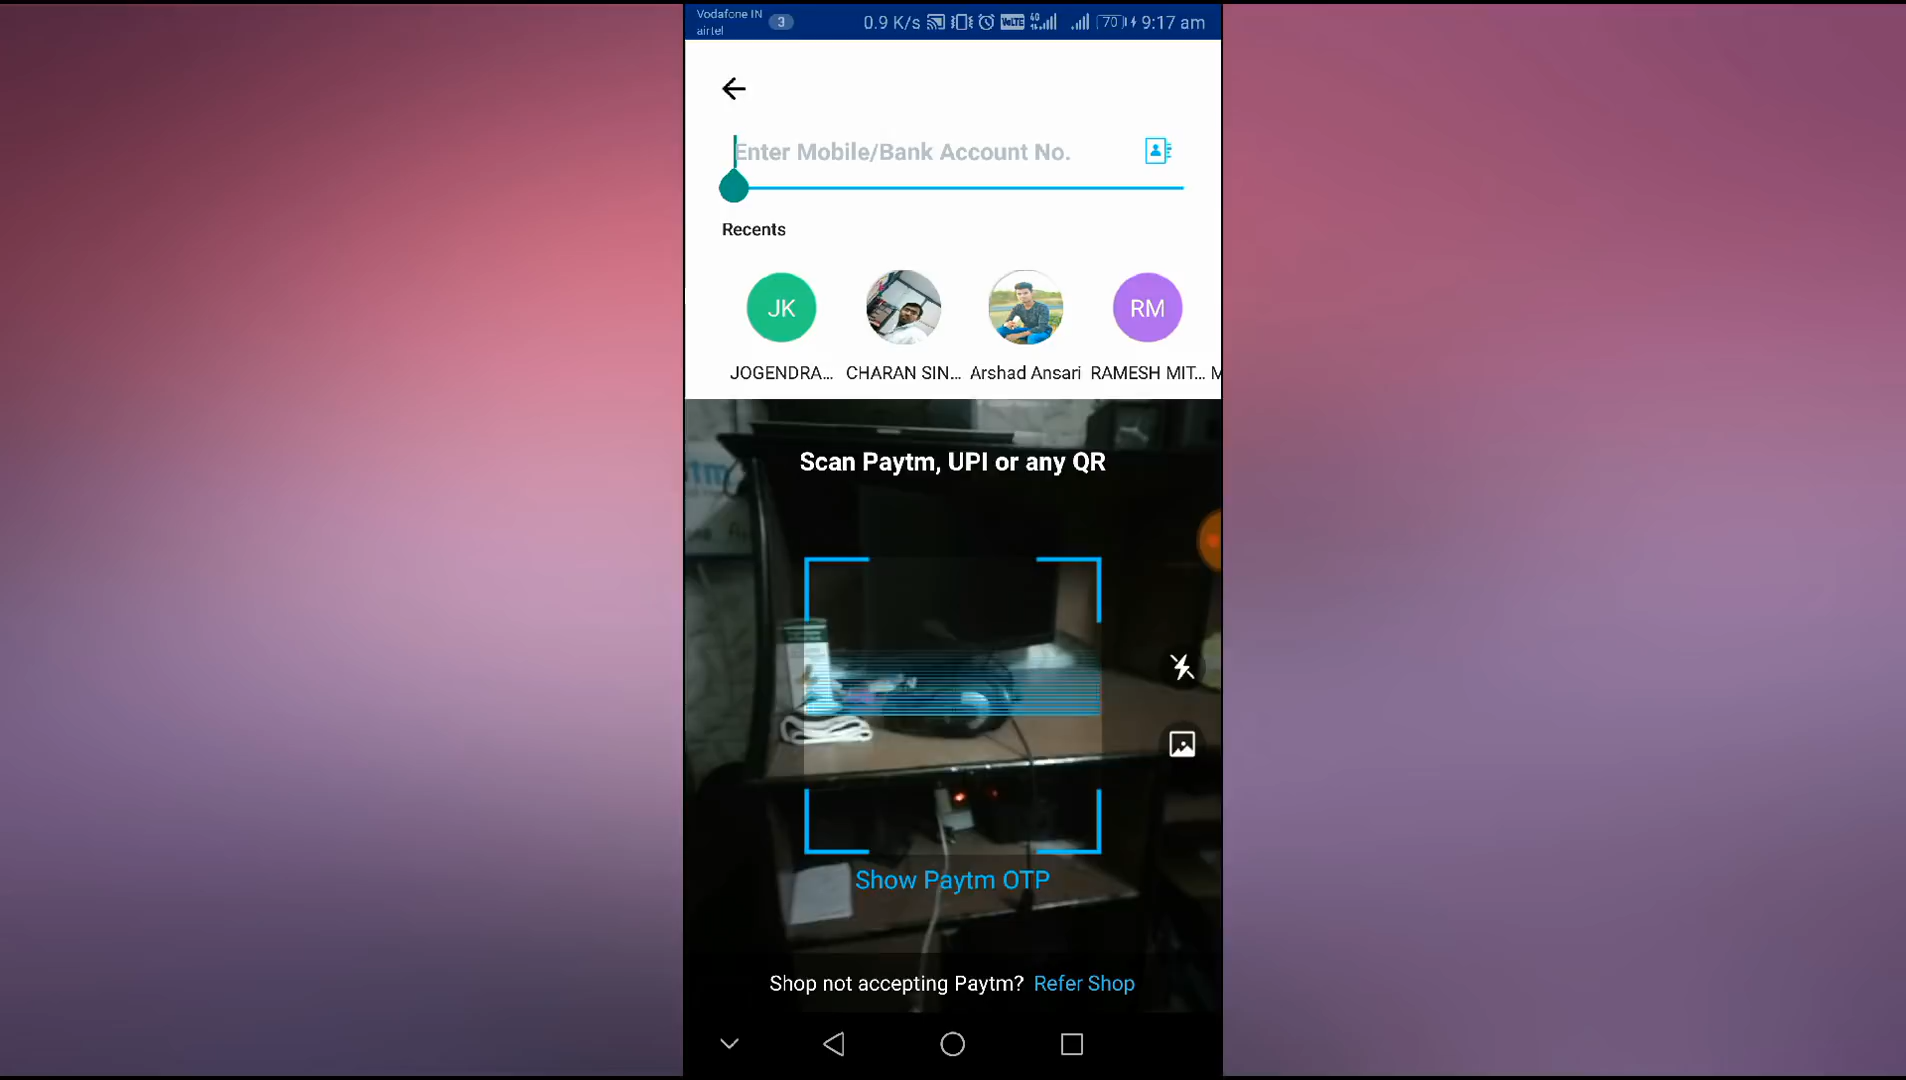 Vodafone IN
airtel
3
0.9 K/s
VoLTE
4G
70
9:17 am
Enter Mobile/Bank Account No.
Recents
JK
RM
JOGENDRA...
CHARAN SIN...
Arshad Ansari
RAMESH MIT...
M
Scan Paytm, UPI or any QR
Show Paytm OTP
Shop not accepting Paytm? Refer Shop